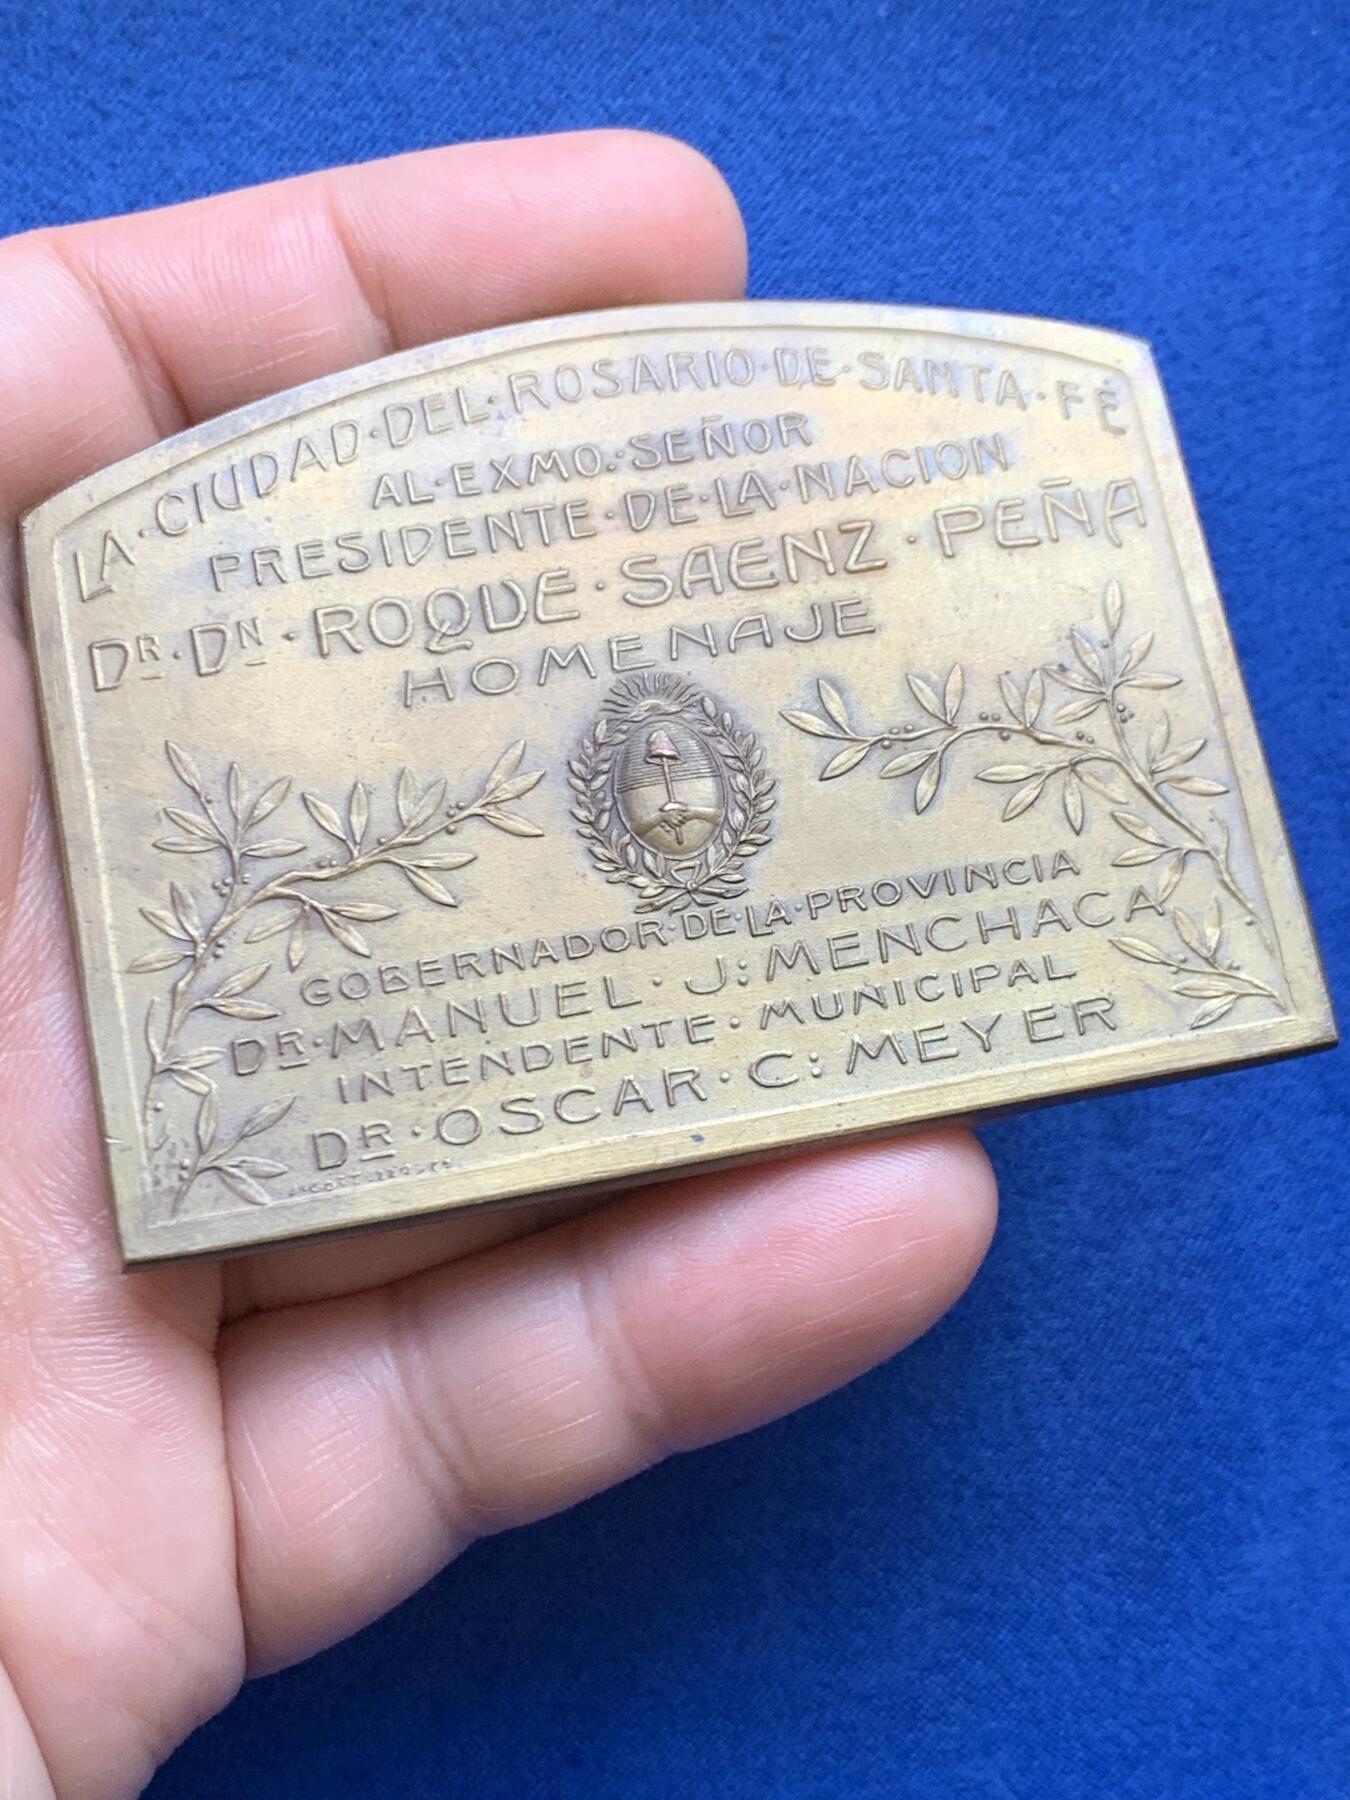 LA·CIUDAD·DEL·ROSARIO·DE·SANTA·FÉ
AL·EXMO.·SEÑOR
PRESIDENTE·DE·LA·NACION
DR·DN·ROQUE·SAENZ·PEÑA
HOMENAJE
GOBERNADOR·DE·LA·PROVINCIA
DR·MANUEL·J:MENCHACA
INTENDENTE·MUNICIPAL
DR·OSCAR·C:MEYER